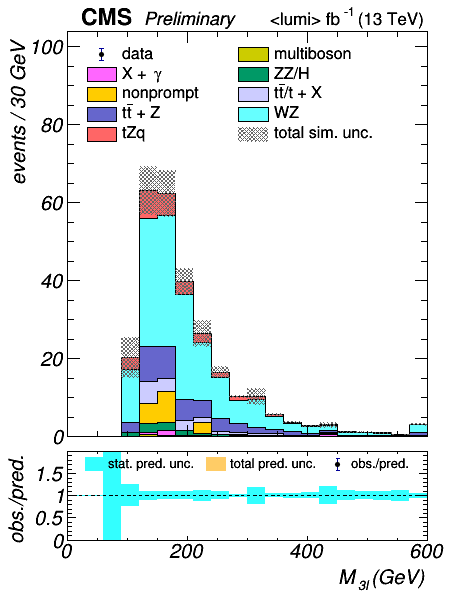 CMS Preliminary <lumi> fb⁻¹ (13 TeV)
events / 30 GeV
100
80
60
40
20
0
data
X + γ
nonprompt
tt̄ + Z
tZq
multiboson
ZZ/H
tt̄/t + X
WZ
total sim. unc.
obs./pred.
1.5
1
0.5
0
stat. pred. unc. total pred. unc. obs./pred.
0 200 400 600
M₃ₗ (GeV)